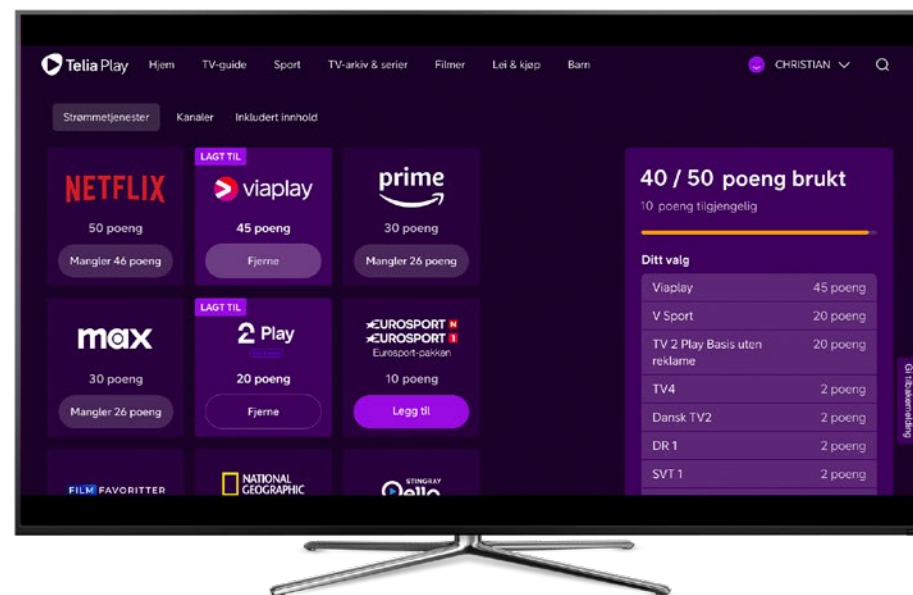 Telia Play Hjem TV-guide Sport TV-arkiv & serier Filmer Lei & kjøp Barn CHRISTIAN
Strømmetjenester Kanaler Inkludert innhold
NETFLIX
50 poeng
Mangler 46 poeng
LAGT TIL
viaplay
45 poeng
Fjerne
prime
30 poeng
Mangler 26 poeng
max
30 poeng
Mangler 26 poeng
LAGT TIL
2 Play
20 poeng
Fjerne
EUROSPORT N
EUROSPORT 1
Eurosport-pakken
10 poeng
Legg til
FILM FAVORITTER
NATIONAL
GEOGRAPHIC
STINGRAY
Qello
40 / 50 poeng brukt
10 poeng tilgjengelig
Ditt valg
Viaplay 45 poeng
V Sport 20 poeng
TV 2 Play Basis uten 20 poeng
reklame
TV4 2 poeng
Dansk TV2 2 poeng
DR 1 2 poeng
SVT 1 2 poeng
Gi tilbakemelding